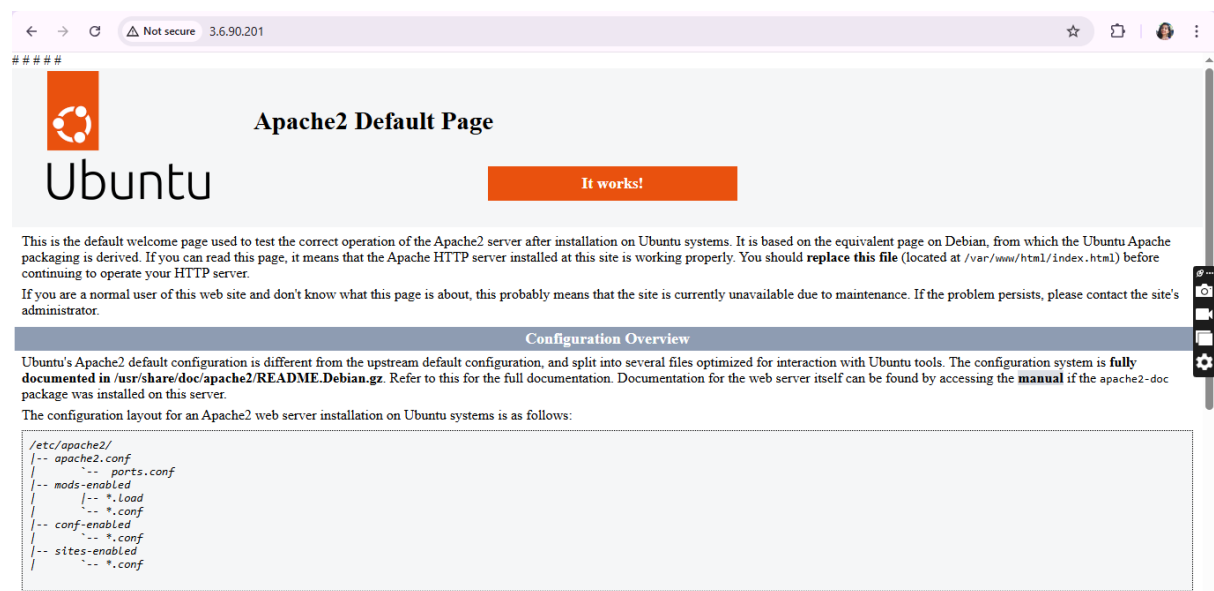 Not secure 3.6.90.201
# # # # #
Apache2 Default Page
Ubuntu
It works!
This is the default welcome page used to test the correct operation of the Apache2 server after installation on Ubuntu systems. It is based on the equivalent page on Debian, from which the Ubuntu Apache
packaging is derived. If you can read this page, it means that the Apache HTTP server installed at this site is working properly. You should replace this file (located at /var/www/html/index.html) before
continuing to operate your HTTP server.
If you are a normal user of this web site and don't know what this page is about, this probably means that the site is currently unavailable due to maintenance. If the problem persists, please contact the site's
administrator.
Configuration Overview
Ubuntu's Apache2 default configuration is different from the upstream default configuration, and split into several files optimized for interaction with Ubuntu tools. The configuration system is fully
documented in /usr/share/doc/apache2/README.Debian.gz. Refer to this for the full documentation. Documentation for the web server itself can be found by accessing the manual if the apache2-doc
package was installed on this server.
The configuration layout for an Apache2 web server installation on Ubuntu systems is as follows:
/etc/apache2/
|-- apache2.conf
|       `--  ports.conf
|-- mods-enabled
|       |-- *.load
|       `-- *.conf
|-- conf-enabled
|       `-- *.conf
|-- sites-enabled
|       `-- *.conf